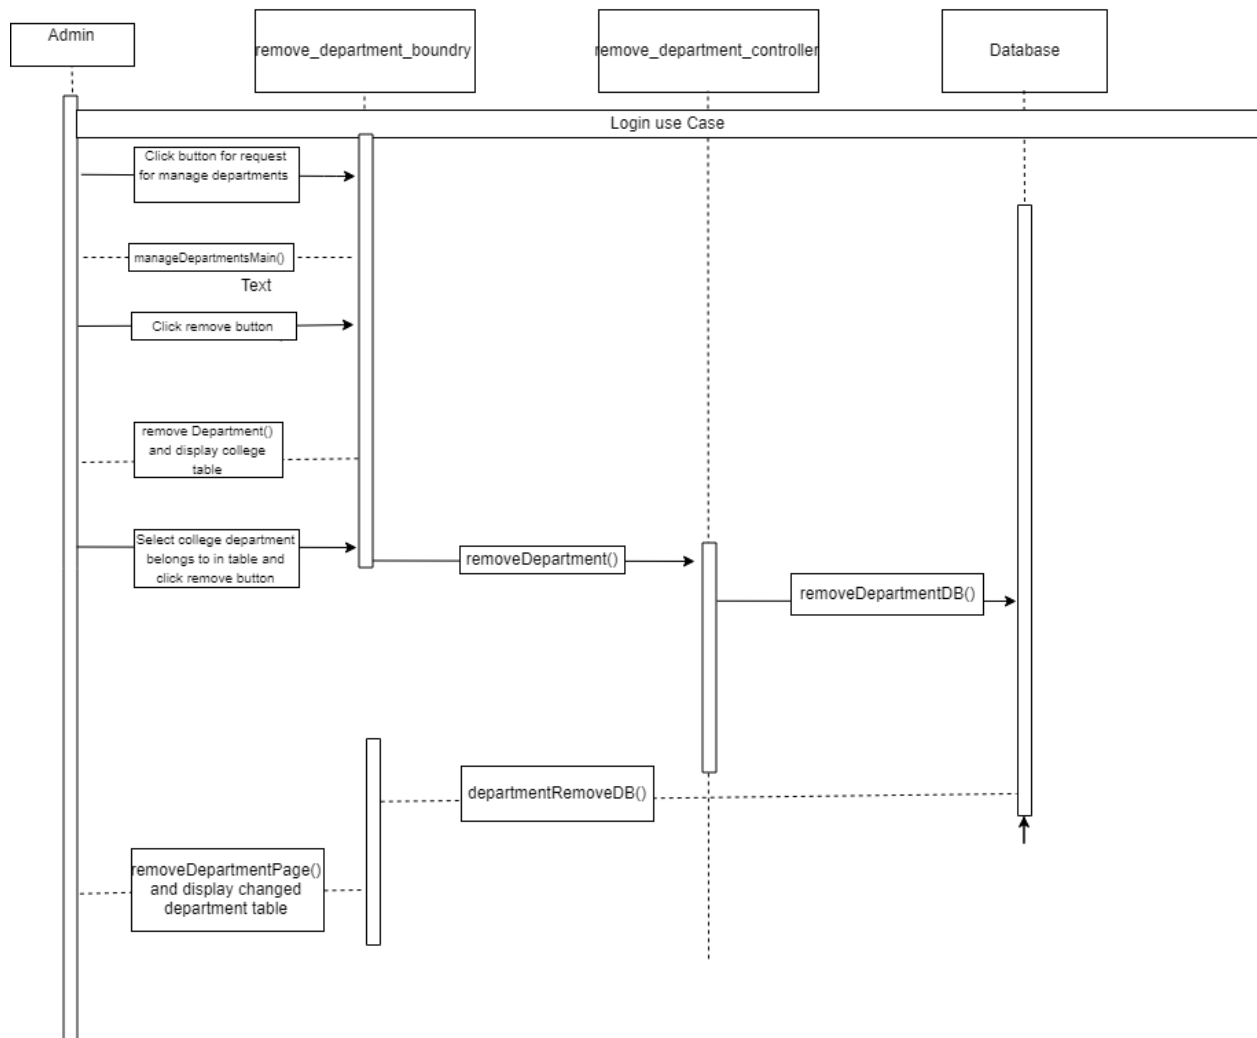 Admin
remove_department_boundry
remove_department_controller
Database
Login use Case
Click button for request
for manage departments
manageDepartmentsMain()
Text
Click remove button
remove Department()
and display college
table
Select college department
belongs to in table and
click remove button
removeDepartment()
removeDepartmentDB()
departmentRemoveDB()
removeDepartmentPage()
and display changed
department table